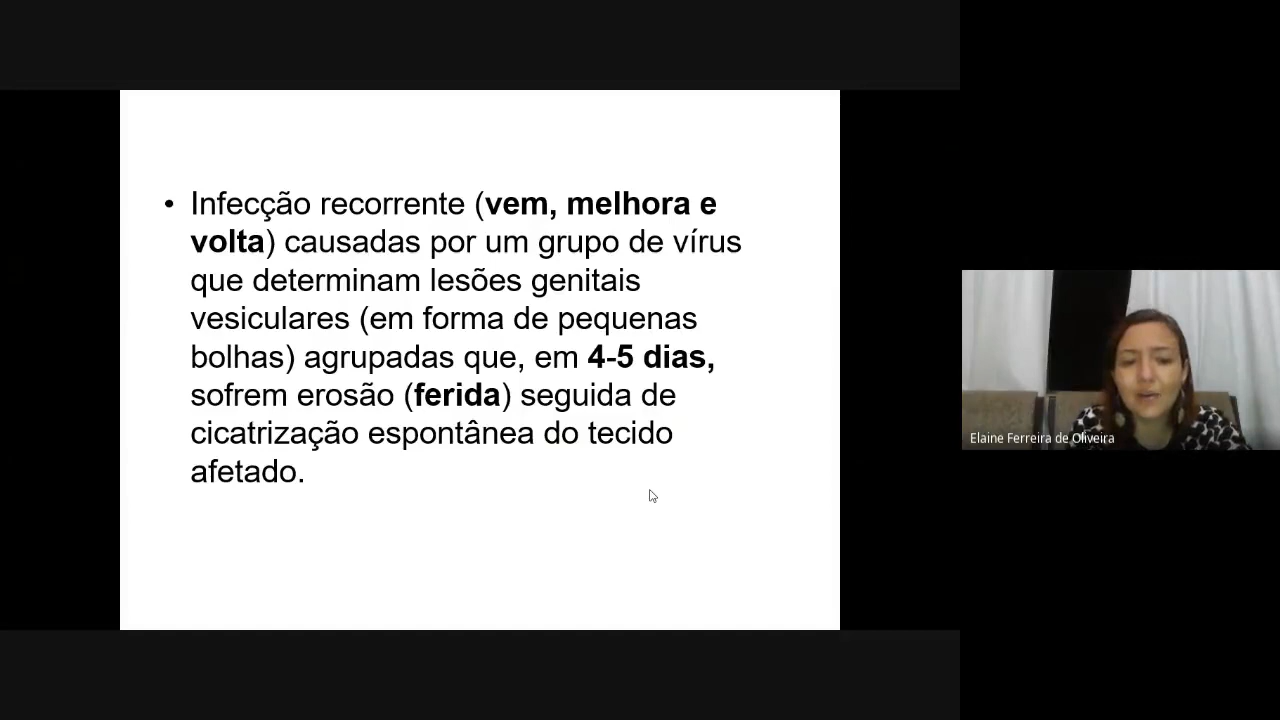 • Infecção recorrente (vem, melhora e
volta) causadas por um grupo de vírus
que determinam lesões genitais
vesiculares (em forma de pequenas
bolhas) agrupadas que, em 4-5 dias,
sofrem erosão (ferida) seguida de
cicatrização espontânea do tecido
afetado.
Elaine Ferreira de Oliveira